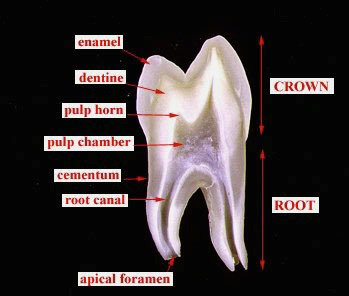 enamel
dentine
pulp horn
pulp chamber
cementum
root canal
apical foramen
CROWN
ROOT